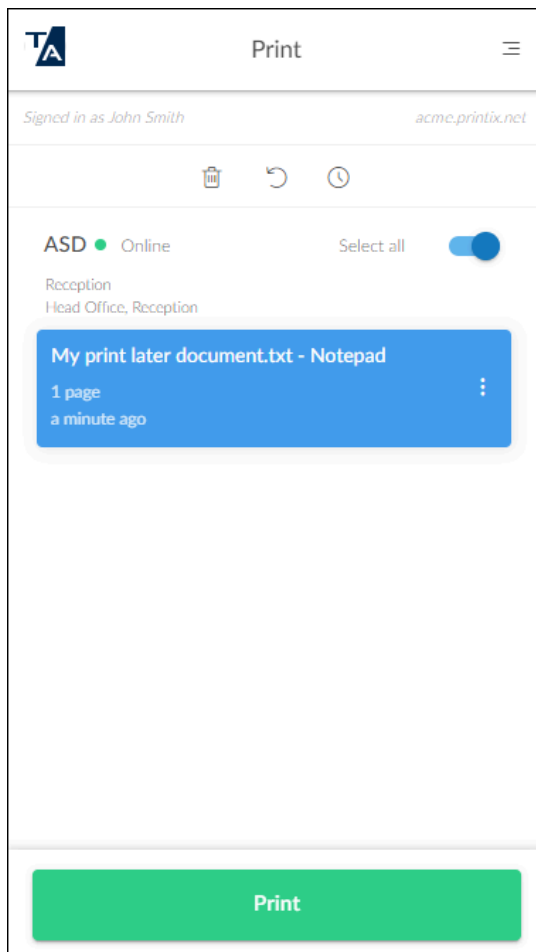 TA
Print
Signed in as John Smith acme.printix.net
ASD Online Select all
Reception
Head Office, Reception
My print later document.txt - Notepad
1 page
a minute ago
Print